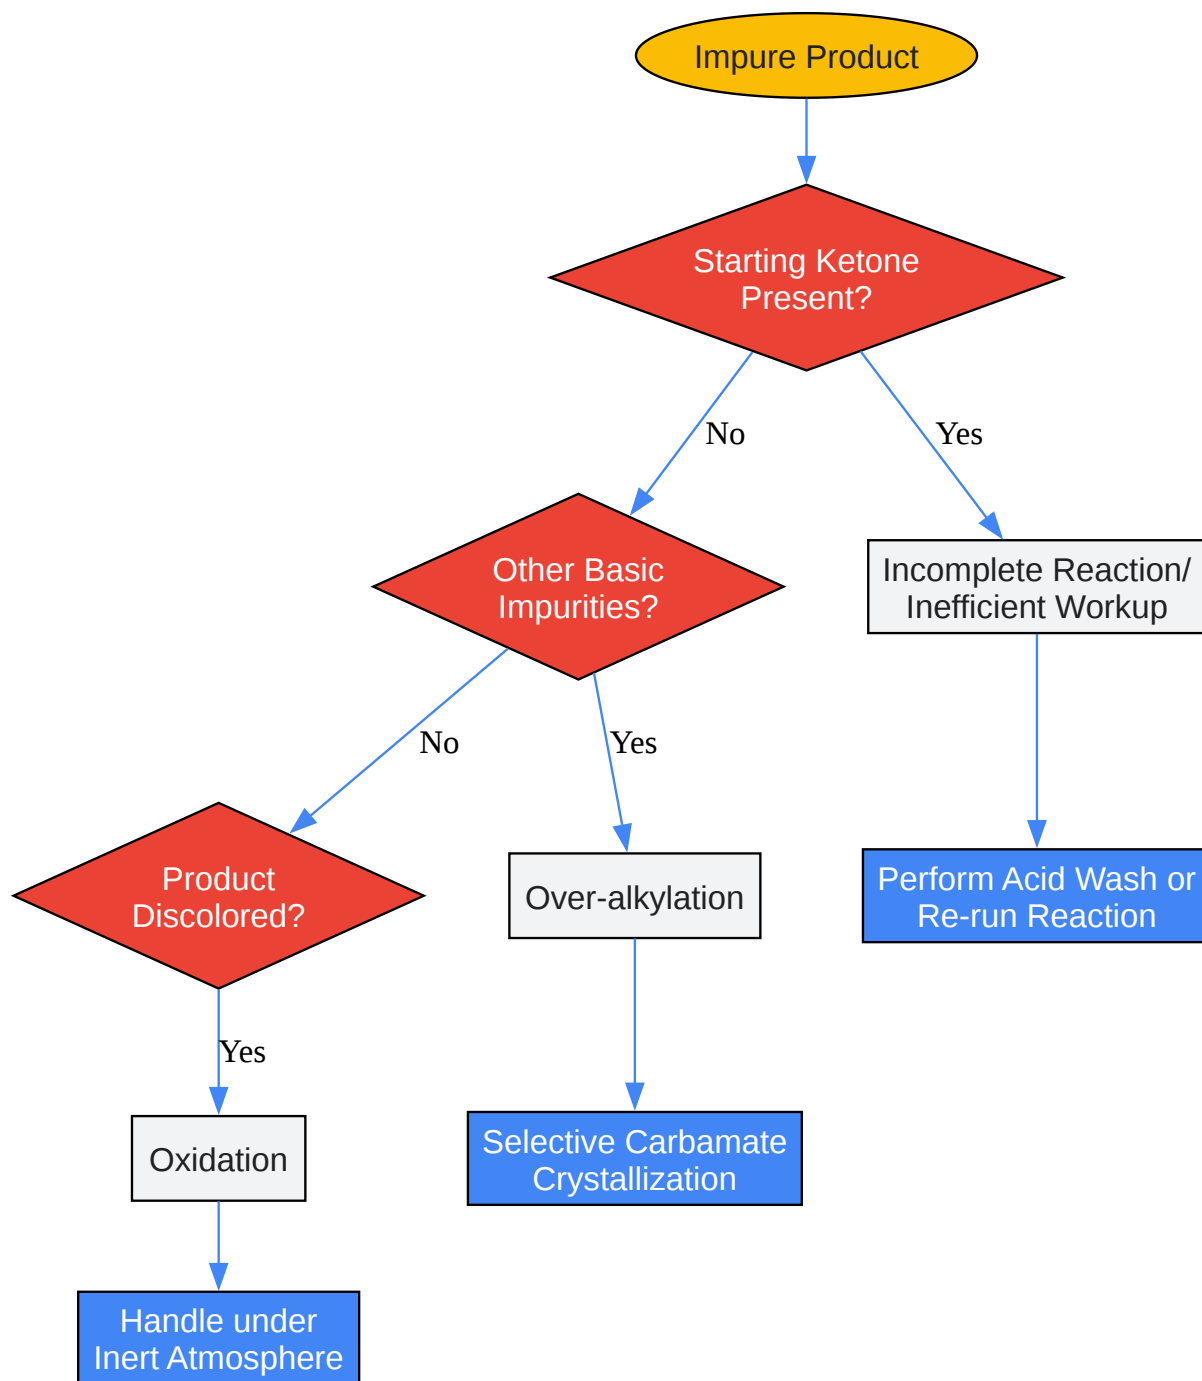 Impure Product
Starting Ketone
Present?
No
Yes
Other Basic
Impurities?
Incomplete Reaction/
Inefficient Workup
No
Yes
Product
Discolored?
Over-alkylation
Perform Acid Wash or
Re-run Reaction
Yes
Oxidation
Selective Carbamate
Crystallization
Handle under
Inert Atmosphere